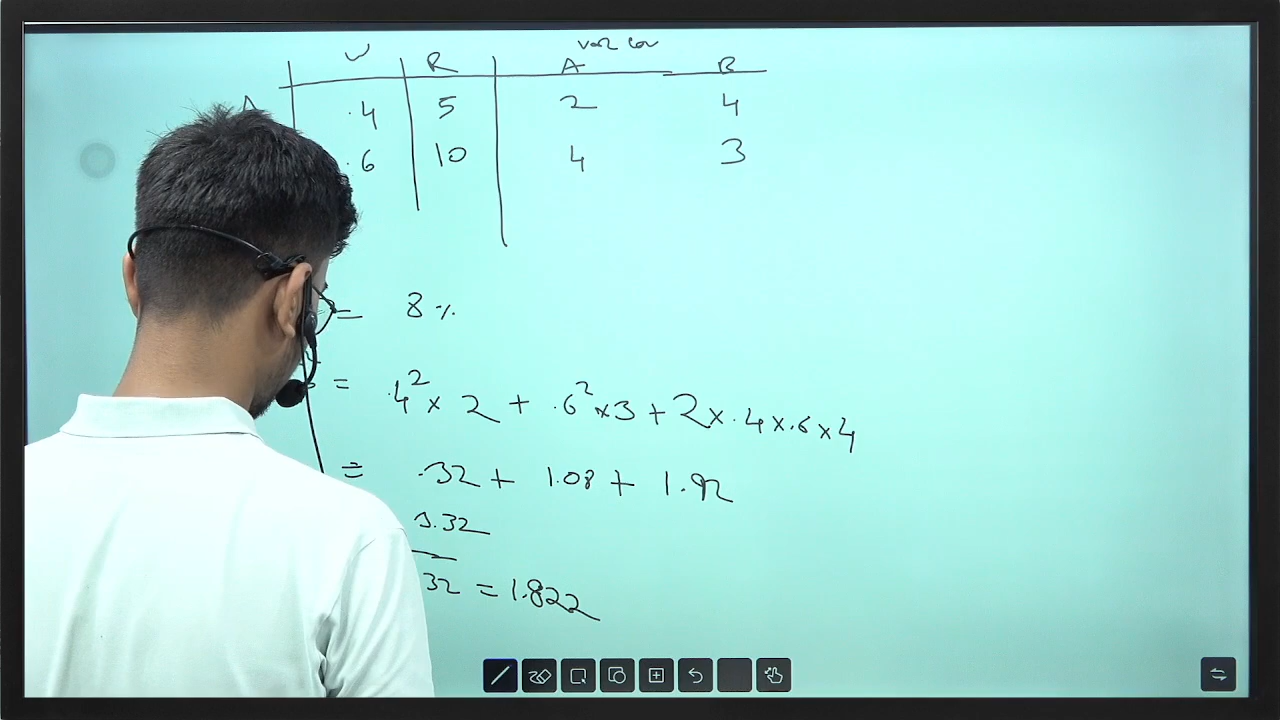 W R var cov
A B
A .4 5 2 4
.6 10 4 3
= 8%
= .4² × 2 + .6² × 3 + 2 × .4 × .6 × 4
= .32 + 1.08 + 1.92
3.32
32 = 1.822